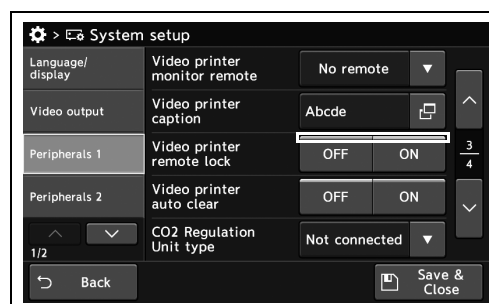 > System setup
Language/
display
Video output
Peripherals 1
Peripherals 2
1/2
Back
Video printer
monitor remote
No remote
Video printer
caption
Abcde
Video printer
remote lock
OFF ON
Video printer
auto clear
OFF ON
CO2 Regulation
Unit type
Not connected
3
4
Save &
Close